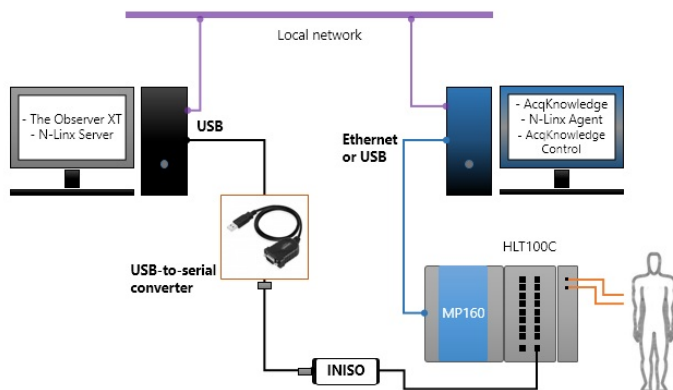 Local network
- The Observer XT
- N-Linx Server
USB
Ethernet
or USB
- AcqKnowledge
- N-Linx Agent
- AcqKnowledge
Control
USB-to-serial
converter
HLT100C
MP160
INISO